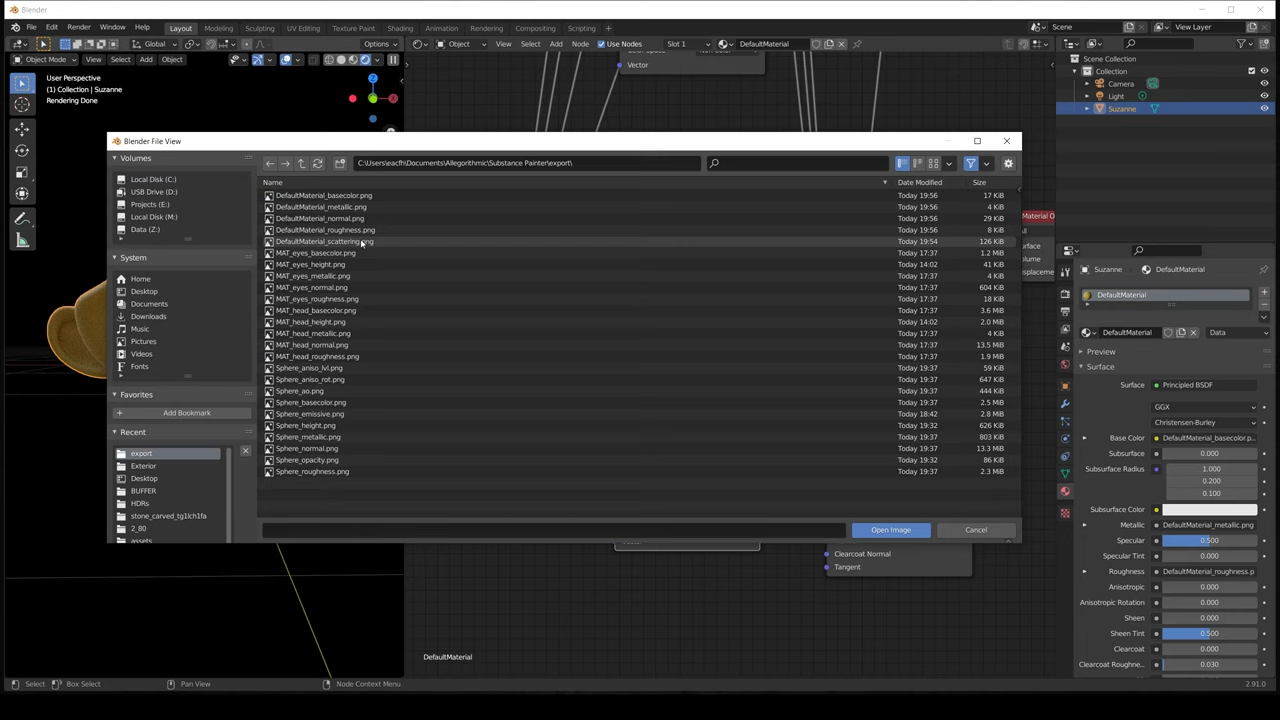 Blender
File Edit Render Window Help Layout Modeling Sculpting UV Editing Texture Paint Shading Animation Rendering Compositing Scripting Scene View Layer
Global Options Object View Select Add Node Use Nodes Slot 1 DefaultMaterial
Object Mode View Select Add Object
User Perspective
(1) Collection | Suzanne
Rendering Done
Z
Vector
Scene Collection
Collection
Camera
Light
Suzanne
Blender File View
Volumes
Local Disk (C:)
USB Drive (D:)
Projects (E:)
Local Disk (M:)
Data (Z:)
System
Home
Desktop
Documents
Downloads
Music
Pictures
Videos
Fonts
Favorites
Add Bookmark
Recent
export
Exterior
Desktop
BUFFER
HDRs
stone_carved_tg1lch1fa
2_80
assets
C:\Users\eacfh\Documents\Allegorithmic\Substance Painter\export\
Name Date Modified Size
DefaultMaterial_basecolor.png Today 19:56 17 KiB
DefaultMaterial_metallic.png Today 19:56 4 KiB
DefaultMaterial_normal.png Today 19:56 29 KiB
DefaultMaterial_roughness.png Today 19:56 8 KiB
DefaultMaterial_scattering.png Today 19:54 126 KiB
MAT_eyes_basecolor.png Today 17:37 1.2 MiB
MAT_eyes_height.png Today 14:02 41 KiB
MAT_eyes_metallic.png Today 17:37 4 KiB
MAT_eyes_normal.png Today 17:37 604 KiB
MAT_eyes_roughness.png Today 17:37 18 KiB
MAT_head_basecolor.png Today 17:37 3.6 MiB
MAT_head_height.png Today 14:02 2.0 MiB
MAT_head_metallic.png Today 17:37 4 KiB
MAT_head_normal.png Today 17:37 13.5 MiB
MAT_head_roughness.png Today 17:37 1.9 MiB
Sphere_aniso_lvl.png Today 19:37 59 KiB
Sphere_aniso_rot.png Today 19:37 647 KiB
Sphere_ao.png Today 19:37 444 KiB
Sphere_basecolor.png Today 19:37 2.5 MiB
Sphere_emissive.png Today 18:42 2.8 MiB
Sphere_height.png Today 19:32 626 KiB
Sphere_metallic.png Today 19:37 803 KiB
Sphere_normal.png Today 19:37 13.3 MiB
Sphere_opacity.png Today 19:32 86 KiB
Sphere_roughness.png Today 19:37 2.3 MiB
Open Image Cancel
Material O
Clearcoat Normal
Tangent
DefaultMaterial
Suzanne DefaultMaterial
DefaultMaterial
DefaultMaterial Data
Preview
Surface
Surface Principled BSDF
GGX
Christensen-Burley
Base Color DefaultMaterial_basecolor.p...
Subsurface 0.000
Subsurface Radius 1.000
0.200
0.100
Subsurface Color
Metallic DefaultMaterial_metallic.png
Specular 0.500
Specular Tint 0.000
Roughness DefaultMaterial_roughness.p
Anisotropic 0.000
Anisotropic Rotation 0.000
Sheen 0.000
Sheen Tint 0.500
Clearcoat 0.000
Clearcoat Roughne... 0.030
Select Box Select Pan View Node Context Menu 2.91.0